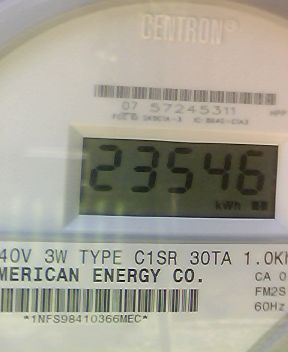 CENTRON®
07 57245311
23546
kWh
40V 3W TYPE C1SR 30TA 1.0Kh
MERICAN ENERGY CO.
CA 0
FM2S
60Hz
*1NFS98410366MEC*